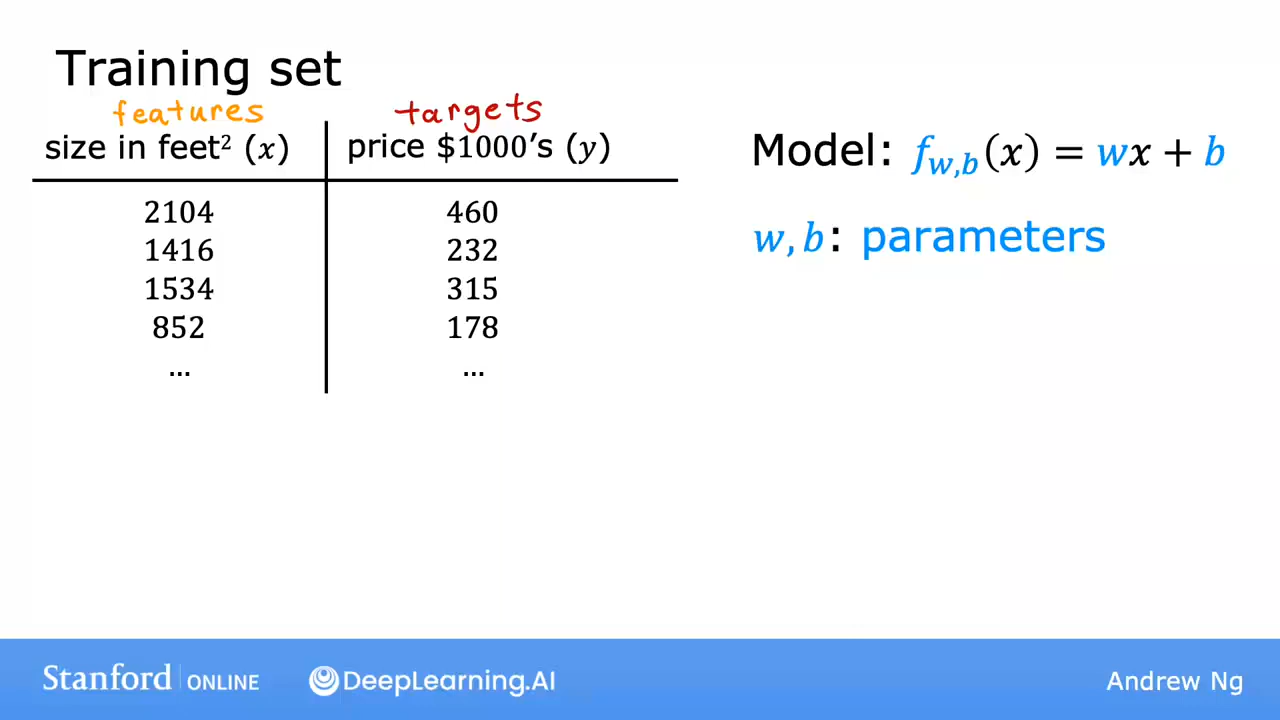 Training set
features targets
size in feet² (x) price $1000's (y)
2104 460
1416 232
1534 315
852 178
... ...
Model: f_{w,b}(x) = wx + b
w, b: parameters
Stanford ONLINE DeepLearning.AI Andrew Ng